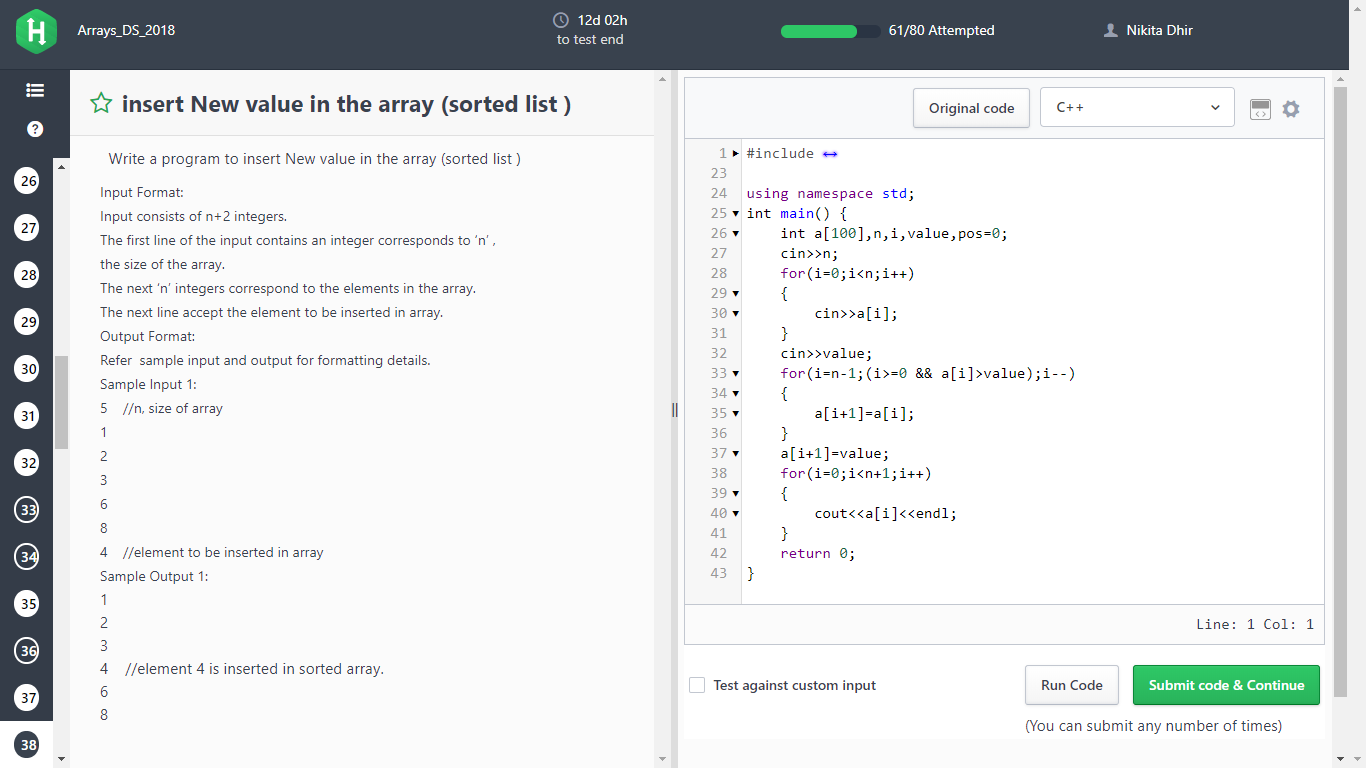 Arrays_DS_2018
12d 02h
to test end
61/80 Attempted
Nikita Dhir
?
26
27
28
29
30
31
32
33
34
35
36
37
38
insert New value in the array (sorted list )
Write a program to insert New value in the array (sorted list )
Input Format:
Input consists of n+2 integers.
The first line of the input contains an integer corresponds to ‘n’ ,
the size of the array.
The next ‘n’ integers correspond to the elements in the array.
The next line accept the element to be inserted in array.
Output Format:
Refer  sample input and output for formatting details.
Sample Input 1:
5    //n, size of array
1
2
3
6
8
4    //element to be inserted in array
Sample Output 1:
1
2
3
4    //element 4 is inserted in sorted array.
6
8
Original code
C++
1 #include
23
24 using namespace std;
25 int main() {
26     int a[100],n,i,value,pos=0;
27     cin>>n;
28     for(i=0;i<n;i++)
29     {
30         cin>>a[i];
31     }
32     cin>>value;
33     for(i=n-1;(i>=0 && a[i]>value);i--)
34     {
35         a[i+1]=a[i];
36     }
37     a[i+1]=value;
38     for(i=0;i<n+1;i++)
39     {
40         cout<<a[i]<<endl;
41     }
42     return 0;
43 }
Line: 1 Col: 1
Test against custom input
Run Code
Submit code & Continue
(You can submit any number of times)